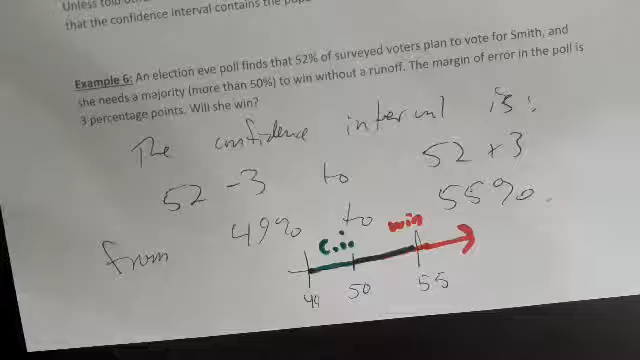 Unless told
that the confidence interval contains the
Example 6: An election eve poll finds that 52% of surveyed voters plan to vote for Smith, and
she needs a majority (more than 50%) to win without a runoff. The margin of error in the poll is
3 percentage points. Will she win?
The confidence interval is:
52 - 3 to 52 + 3
from 49% to 55%.
C.I. win
49 50 55